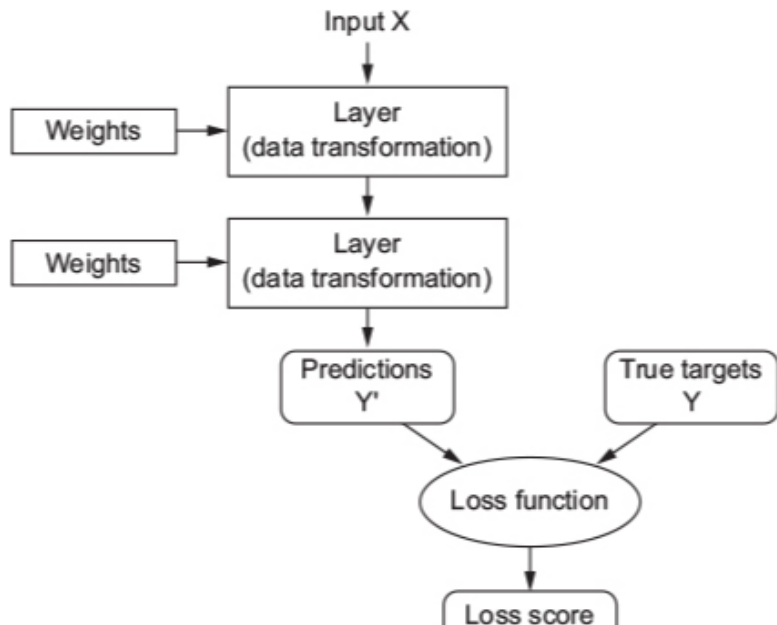 Input X
Layer
Weights
(data transformation)
Layer
Weights
(data transformation)
Predictions
Y'
True targets
Y
Loss function
Loss score